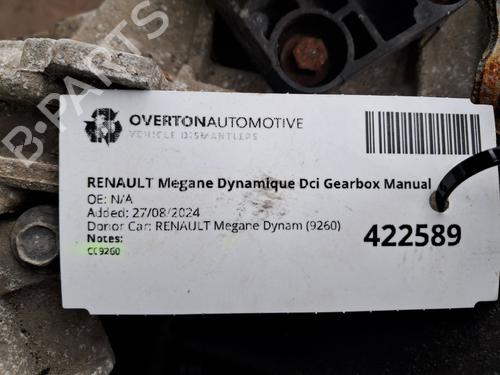 OVERTONAUTOMOTIVE
VEHICLE DISMANTLERS
RENAULT Megane Dynamique Dci Gearbox Manual
OE: N/A
Added: 27/08/2024
Donor Car: RENAULT Megane Dynam (9260)
Notes:
CC9260
422589
B-PARTS